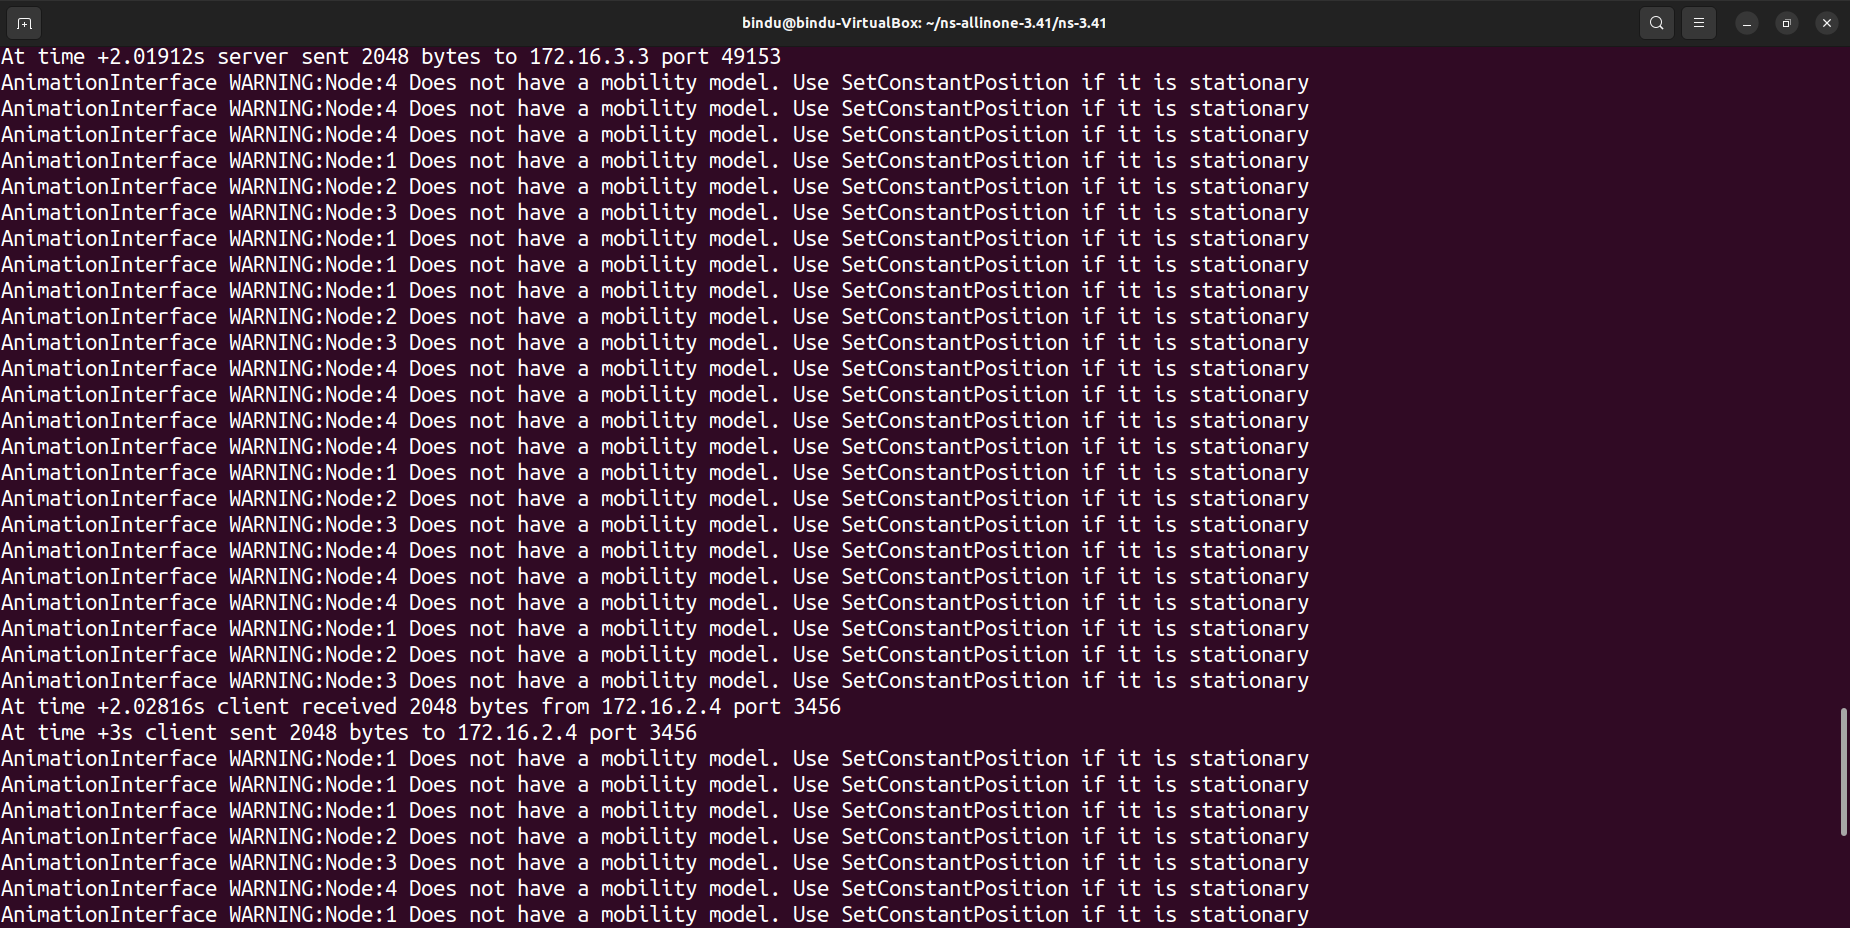 bindu@bindu-VirtualBox: ~/ns-allinone-3.41/ns-3.41
At time +2.01912s server sent 2048 bytes to 172.16.3.3 port 49153
AnimationInterface WARNING:Node:4 Does not have a mobility model. Use SetConstantPosition if it is stationary
AnimationInterface WARNING:Node:4 Does not have a mobility model. Use SetConstantPosition if it is stationary
AnimationInterface WARNING:Node:4 Does not have a mobility model. Use SetConstantPosition if it is stationary
AnimationInterface WARNING:Node:1 Does not have a mobility model. Use SetConstantPosition if it is stationary
AnimationInterface WARNING:Node:2 Does not have a mobility model. Use SetConstantPosition if it is stationary
AnimationInterface WARNING:Node:3 Does not have a mobility model. Use SetConstantPosition if it is stationary
AnimationInterface WARNING:Node:1 Does not have a mobility model. Use SetConstantPosition if it is stationary
AnimationInterface WARNING:Node:1 Does not have a mobility model. Use SetConstantPosition if it is stationary
AnimationInterface WARNING:Node:1 Does not have a mobility model. Use SetConstantPosition if it is stationary
AnimationInterface WARNING:Node:2 Does not have a mobility model. Use SetConstantPosition if it is stationary
AnimationInterface WARNING:Node:3 Does not have a mobility model. Use SetConstantPosition if it is stationary
AnimationInterface WARNING:Node:4 Does not have a mobility model. Use SetConstantPosition if it is stationary
AnimationInterface WARNING:Node:4 Does not have a mobility model. Use SetConstantPosition if it is stationary
AnimationInterface WARNING:Node:4 Does not have a mobility model. Use SetConstantPosition if it is stationary
AnimationInterface WARNING:Node:4 Does not have a mobility model. Use SetConstantPosition if it is stationary
AnimationInterface WARNING:Node:1 Does not have a mobility model. Use SetConstantPosition if it is stationary
AnimationInterface WARNING:Node:2 Does not have a mobility model. Use SetConstantPosition if it is stationary
AnimationInterface WARNING:Node:3 Does not have a mobility model. Use SetConstantPosition if it is stationary
AnimationInterface WARNING:Node:4 Does not have a mobility model. Use SetConstantPosition if it is stationary
AnimationInterface WARNING:Node:4 Does not have a mobility model. Use SetConstantPosition if it is stationary
AnimationInterface WARNING:Node:4 Does not have a mobility model. Use SetConstantPosition if it is stationary
AnimationInterface WARNING:Node:1 Does not have a mobility model. Use SetConstantPosition if it is stationary
AnimationInterface WARNING:Node:2 Does not have a mobility model. Use SetConstantPosition if it is stationary
AnimationInterface WARNING:Node:3 Does not have a mobility model. Use SetConstantPosition if it is stationary
At time +2.02816s client received 2048 bytes from 172.16.2.4 port 3456
At time +3s client sent 2048 bytes to 172.16.2.4 port 3456
AnimationInterface WARNING:Node:1 Does not have a mobility model. Use SetConstantPosition if it is stationary
AnimationInterface WARNING:Node:1 Does not have a mobility model. Use SetConstantPosition if it is stationary
AnimationInterface WARNING:Node:1 Does not have a mobility model. Use SetConstantPosition if it is stationary
AnimationInterface WARNING:Node:2 Does not have a mobility model. Use SetConstantPosition if it is stationary
AnimationInterface WARNING:Node:3 Does not have a mobility model. Use SetConstantPosition if it is stationary
AnimationInterface WARNING:Node:4 Does not have a mobility model. Use SetConstantPosition if it is stationary
AnimationInterface WARNING:Node:1 Does not have a mobility model. Use SetConstantPosition if it is stationary